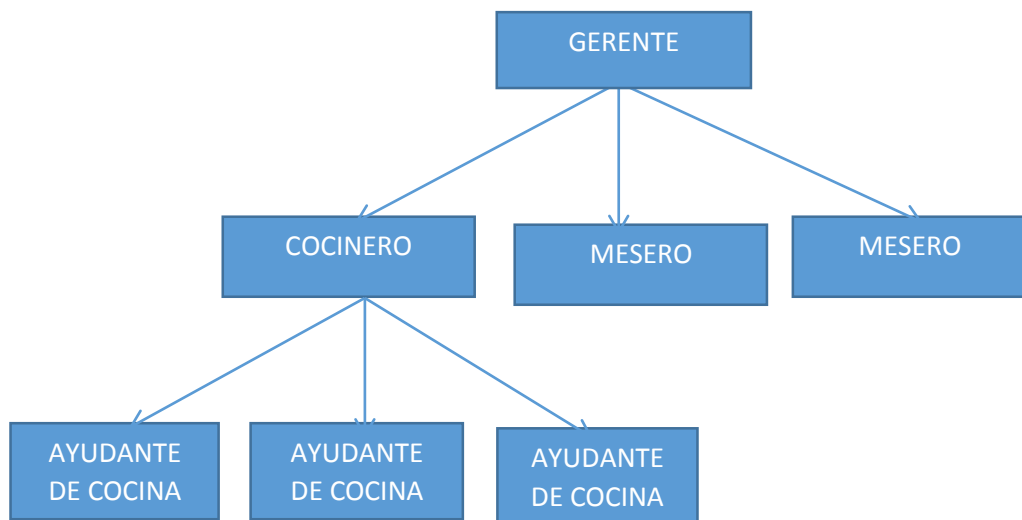 GERENTE
COCINERO
MESERO
MESERO
AYUDANTE
DE COCINA
AYUDANTE
DE COCINA
AYUDANTE
DE COCINA